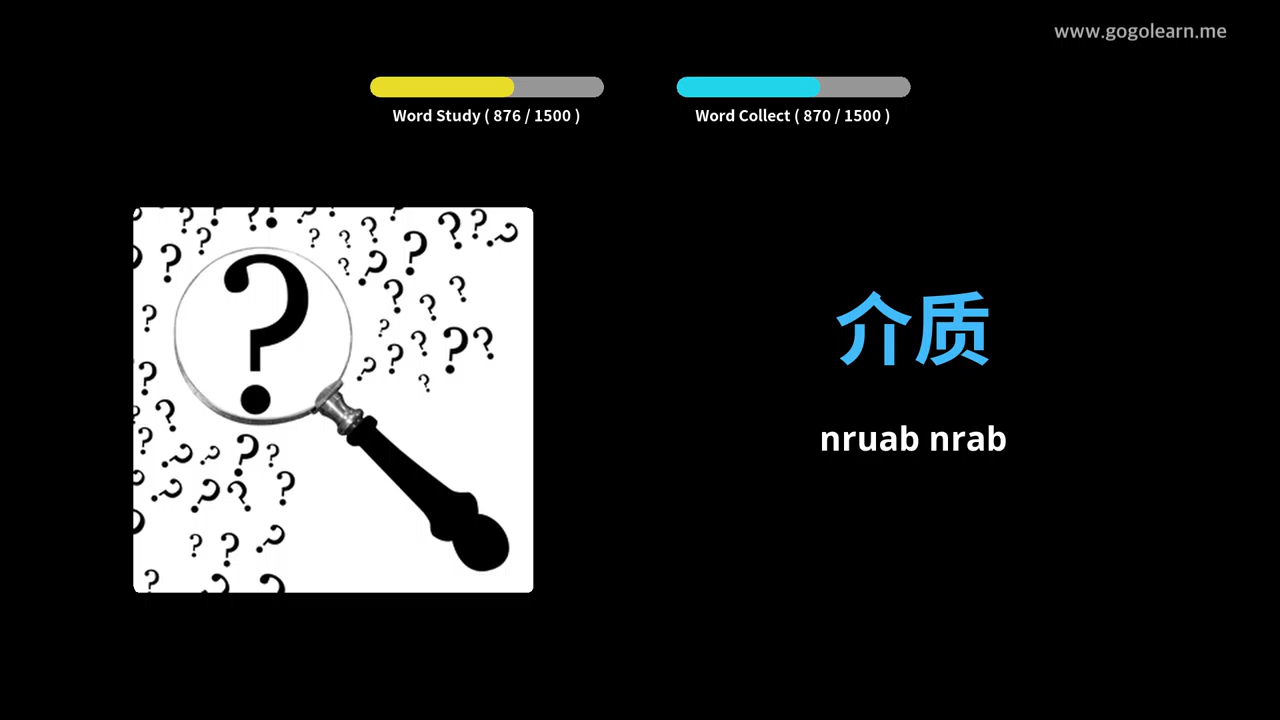 www.gogolearn.me
Word Study ( 876 / 1500 )
Word Collect ( 870 / 1500 )
介质
nruab nrab